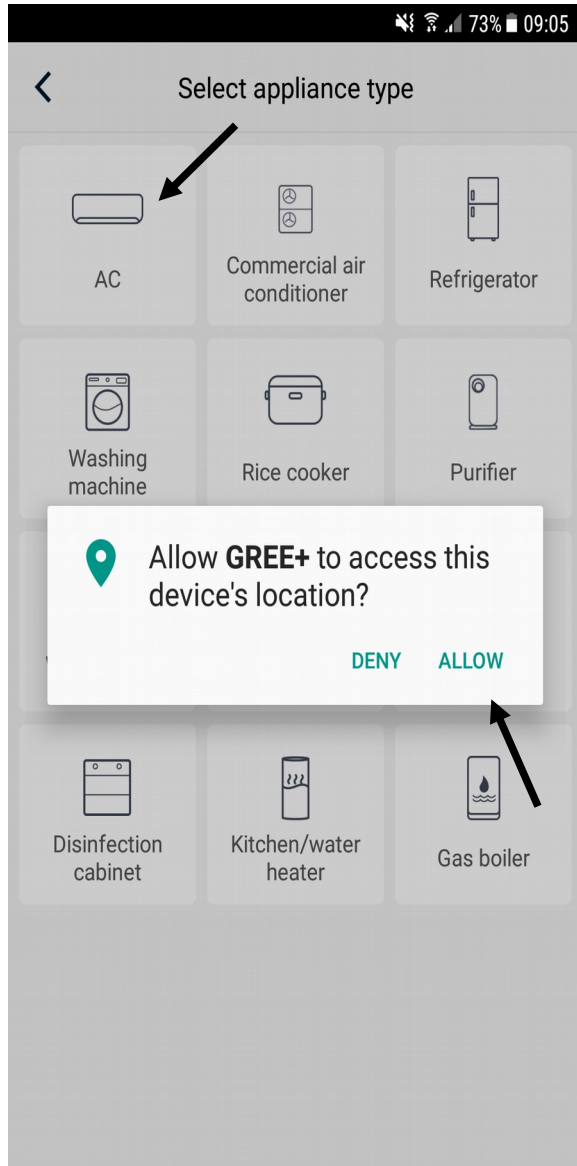 73% 09:05
Select appliance type
AC
Commercial air
conditioner
Refrigerator
Washing
machine
Rice cooker
Purifier
Allow GREE+ to access this
device's location?
DENY ALLOW
Disinfection
cabinet
Kitchen/water
heater
Gas boiler